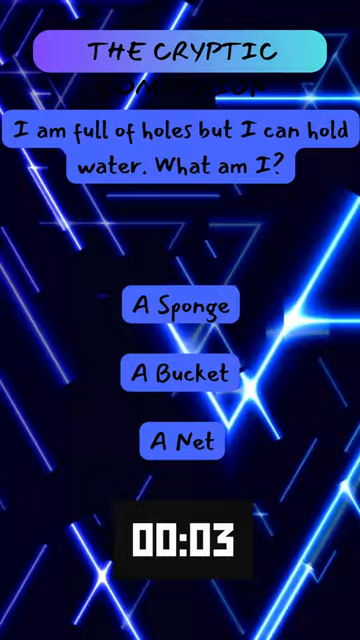 THE CRYPTIC
I am full of holes but I can hold
water. What am I?
A Sponge
A Bucket
A Net
00:03